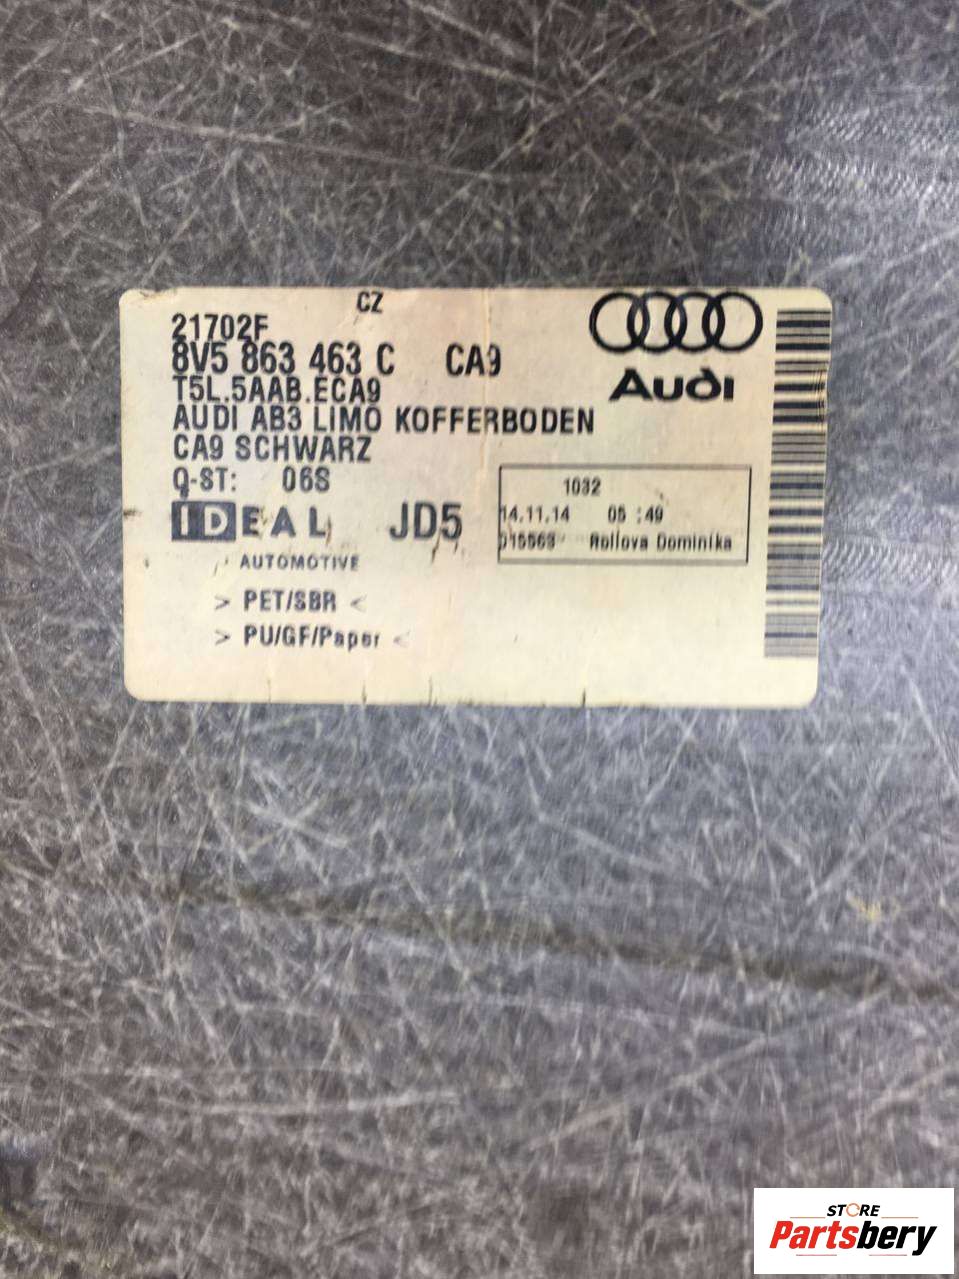 CZ
21702F
8V5 863 463 C CA9
T5L.5AAB.ECA9
AUDI AB3 LIMO KOFFERBODEN
CA9 SCHWARZ
Q-ST: 06S
Audi
IDEAL JD5
AUTOMOTIVE
1032
14.11.14 05 :49
Rollova Dominika
> PET/SBR <
> PU/GF/Paper <
STORE
Partsbery